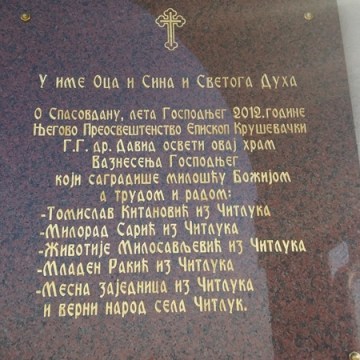 У име Оца и Сина и Светога Духа
О Спасовдану, лета Господњег 2012.године
Његово Преосвештенство Епископ Крушевачки
Г.Г. др. Давид освети овај храм
Вазнесења Господњег
који саградише милошћу Божијом
а трудом и радом:
-Томислав Китановић из Читлука
-Милорад Сарић из Читлука
-Животије Милосављевић из Читлука
-Младен Ракић из Читлука
-Месна заједница из Читлука
и верни народ села Читлук.